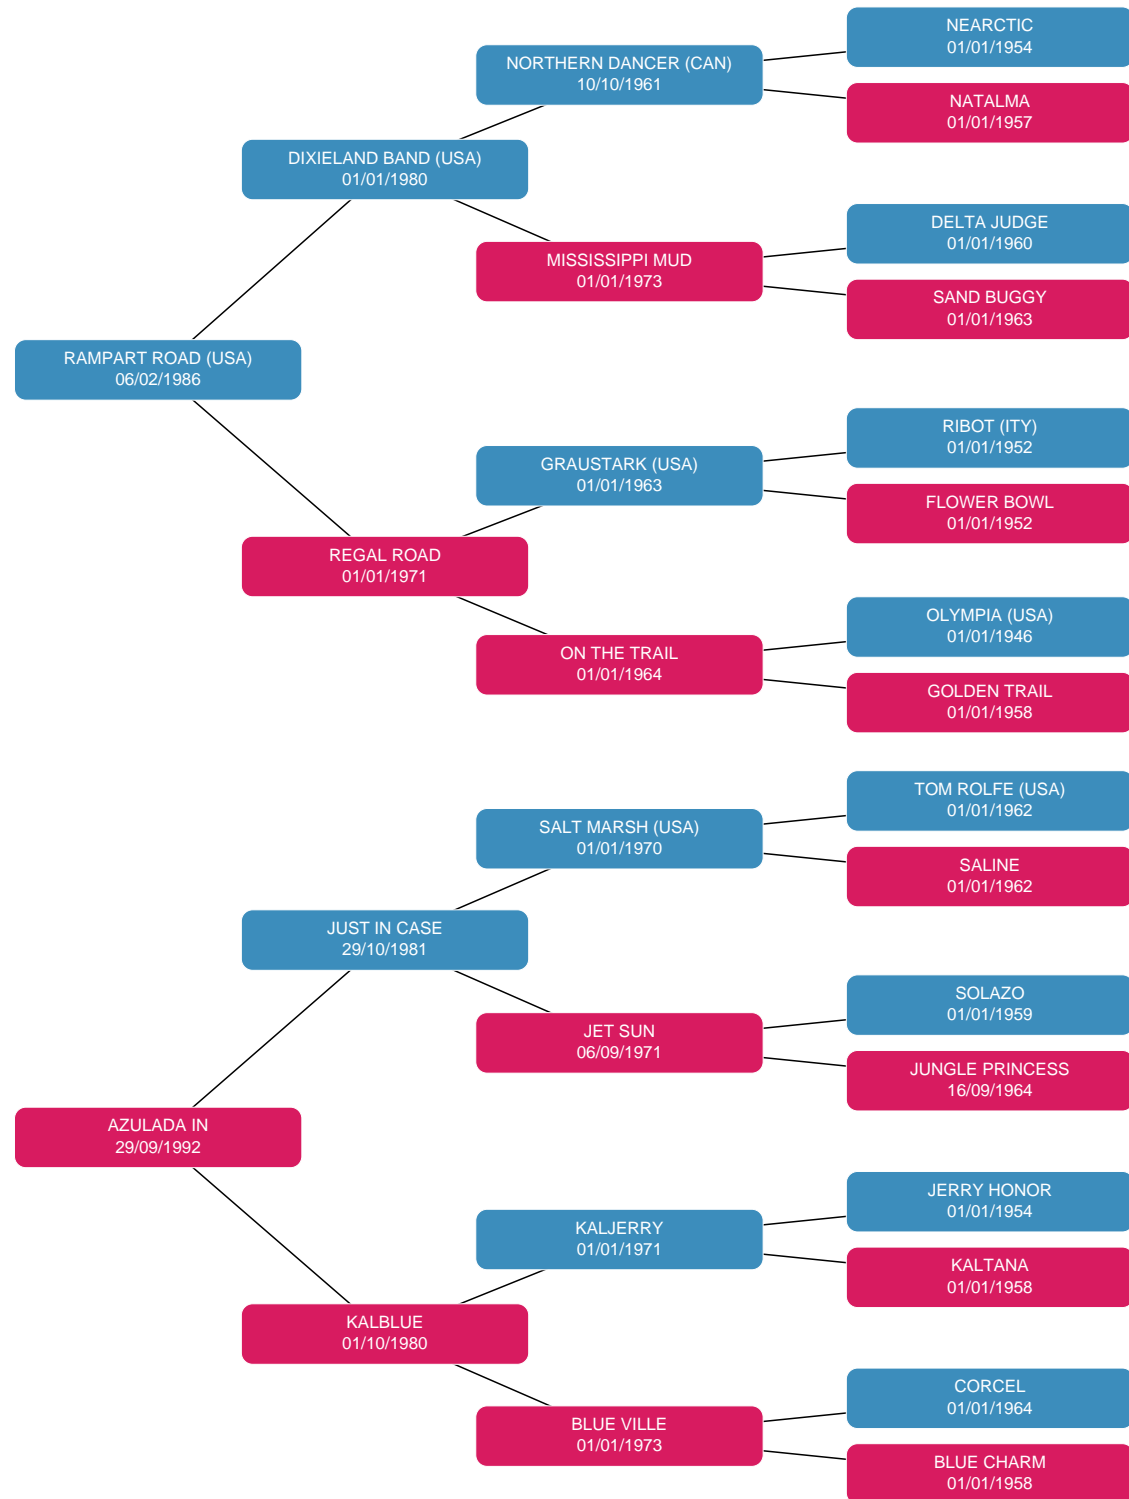 NEARCTIC
01/01/1954
NORTHERN DANCER (CAN)
10/10/1961
NATALMA
01/01/1957
DIXIELAND BAND (USA)
01/01/1980
DELTA JUDGE
01/01/1960
MISSISSIPPI MUD
01/01/1973
SAND BUGGY
01/01/1963
RAMPART ROAD (USA)
06/02/1986
RIBOT (ITY)
01/01/1952
GRAUSTARK (USA)
01/01/1963
FLOWER BOWL
01/01/1952
REGAL ROAD
01/01/1971
OLYMPIA (USA)
01/01/1946
ON THE TRAIL
01/01/1964
GOLDEN TRAIL
01/01/1958
TOM ROLFE (USA)
01/01/1962
SALT MARSH (USA)
01/01/1970
SALINE
01/01/1962
JUST IN CASE
29/10/1981
SOLAZO
01/01/1959
JET SUN
06/09/1971
JUNGLE PRINCESS
16/09/1964
AZULADA IN
29/09/1992
JERRY HONOR
01/01/1954
KALJERRY
01/01/1971
KALTANA
01/01/1958
KALBLUE
01/10/1980
CORCEL
01/01/1964
BLUE VILLE
01/01/1973
BLUE CHARM
01/01/1958